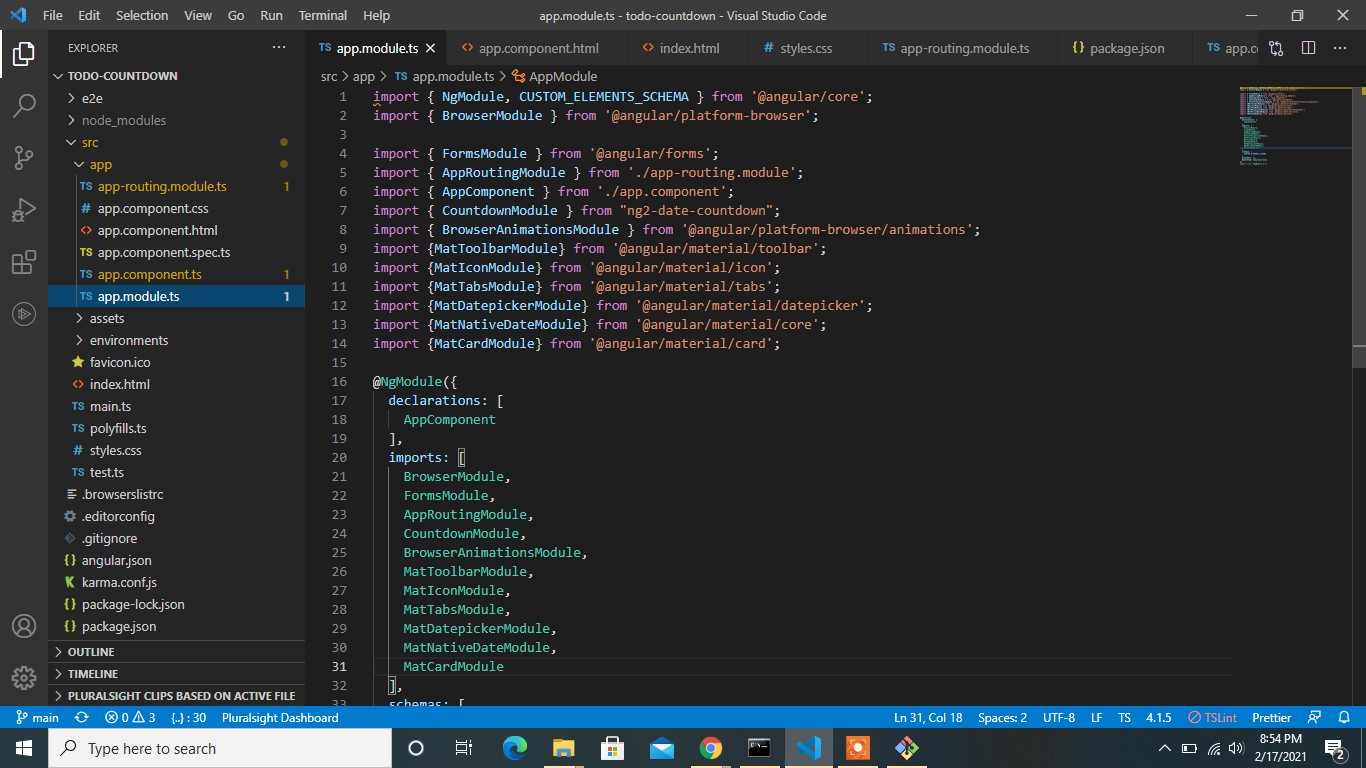 File Edit Selection View Go Run Terminal Help
app.module.ts - todo-countdown - Visual Studio Code
EXPLORER
TODO-COUNTDOWN
e2e
node_modules
src
app
TS app-routing.module.ts 1
# app.component.css
<> app.component.html
TS app.component.spec.ts
TS app.component.ts 1
TS app.module.ts 1
assets
environments
favicon.ico
<> index.html
TS main.ts
TS polyfills.ts
# styles.css
TS test.ts
.browserslistrc
.editorconfig
.gitignore
{} angular.json
karma.conf.js
{} package-lock.json
{} package.json
OUTLINE
TIMELINE
PLURALSIGHT CLIPS BASED ON ACTIVE FILE
TS app.module.ts <> app.component.html <> index.html # styles.css TS app-routing.module.ts {} package.json TS app.co
src > app > TS app.module.ts > AppModule
1 import { NgModule, CUSTOM_ELEMENTS_SCHEMA } from '@angular/core';
2 import { BrowserModule } from '@angular/platform-browser';
3
4 import { FormsModule } from '@angular/forms';
5 import { AppRoutingModule } from './app-routing.module';
6 import { AppComponent } from './app.component';
7 import { CountdownModule } from "ng2-date-countdown";
8 import { BrowserAnimationsModule } from '@angular/platform-browser/animations';
9 import {MatToolbarModule} from '@angular/material/toolbar';
10 import {MatIconModule} from '@angular/material/icon';
11 import {MatTabsModule} from '@angular/material/tabs';
12 import {MatDatepickerModule} from '@angular/material/datepicker';
13 import {MatNativeDateModule} from '@angular/material/core';
14 import {MatCardModule} from '@angular/material/card';
15
16 @NgModule({
17 declarations: [
18 AppComponent
19 ],
20 imports: [
21 BrowserModule,
22 FormsModule,
23 AppRoutingModule,
24 CountdownModule,
25 BrowserAnimationsModule,
26 MatToolbarModule,
27 MatIconModule,
28 MatTabsModule,
29 MatDatepickerModule,
30 MatNativeDateModule,
31 MatCardModule
32 ],
33 schemas: [
main 0 3 {..} : 30 Pluralsight Dashboard Ln 31, Col 18 Spaces: 2 UTF-8 LF TS 4.1.5 TSLint Prettier
Type here to search
8:54 PM
2/17/2021
2